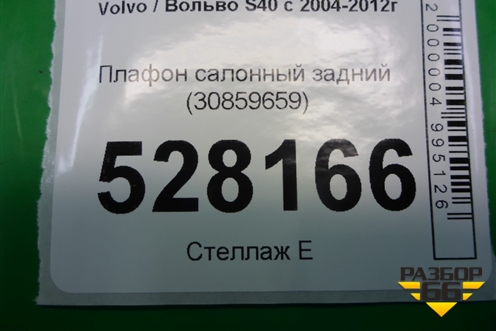 Volvo / Вольво S40 с 2004-2012г
Плафон салонный задний
(30859659)
528166
Стеллаж Е
2000004995126
РАЗБОР
66